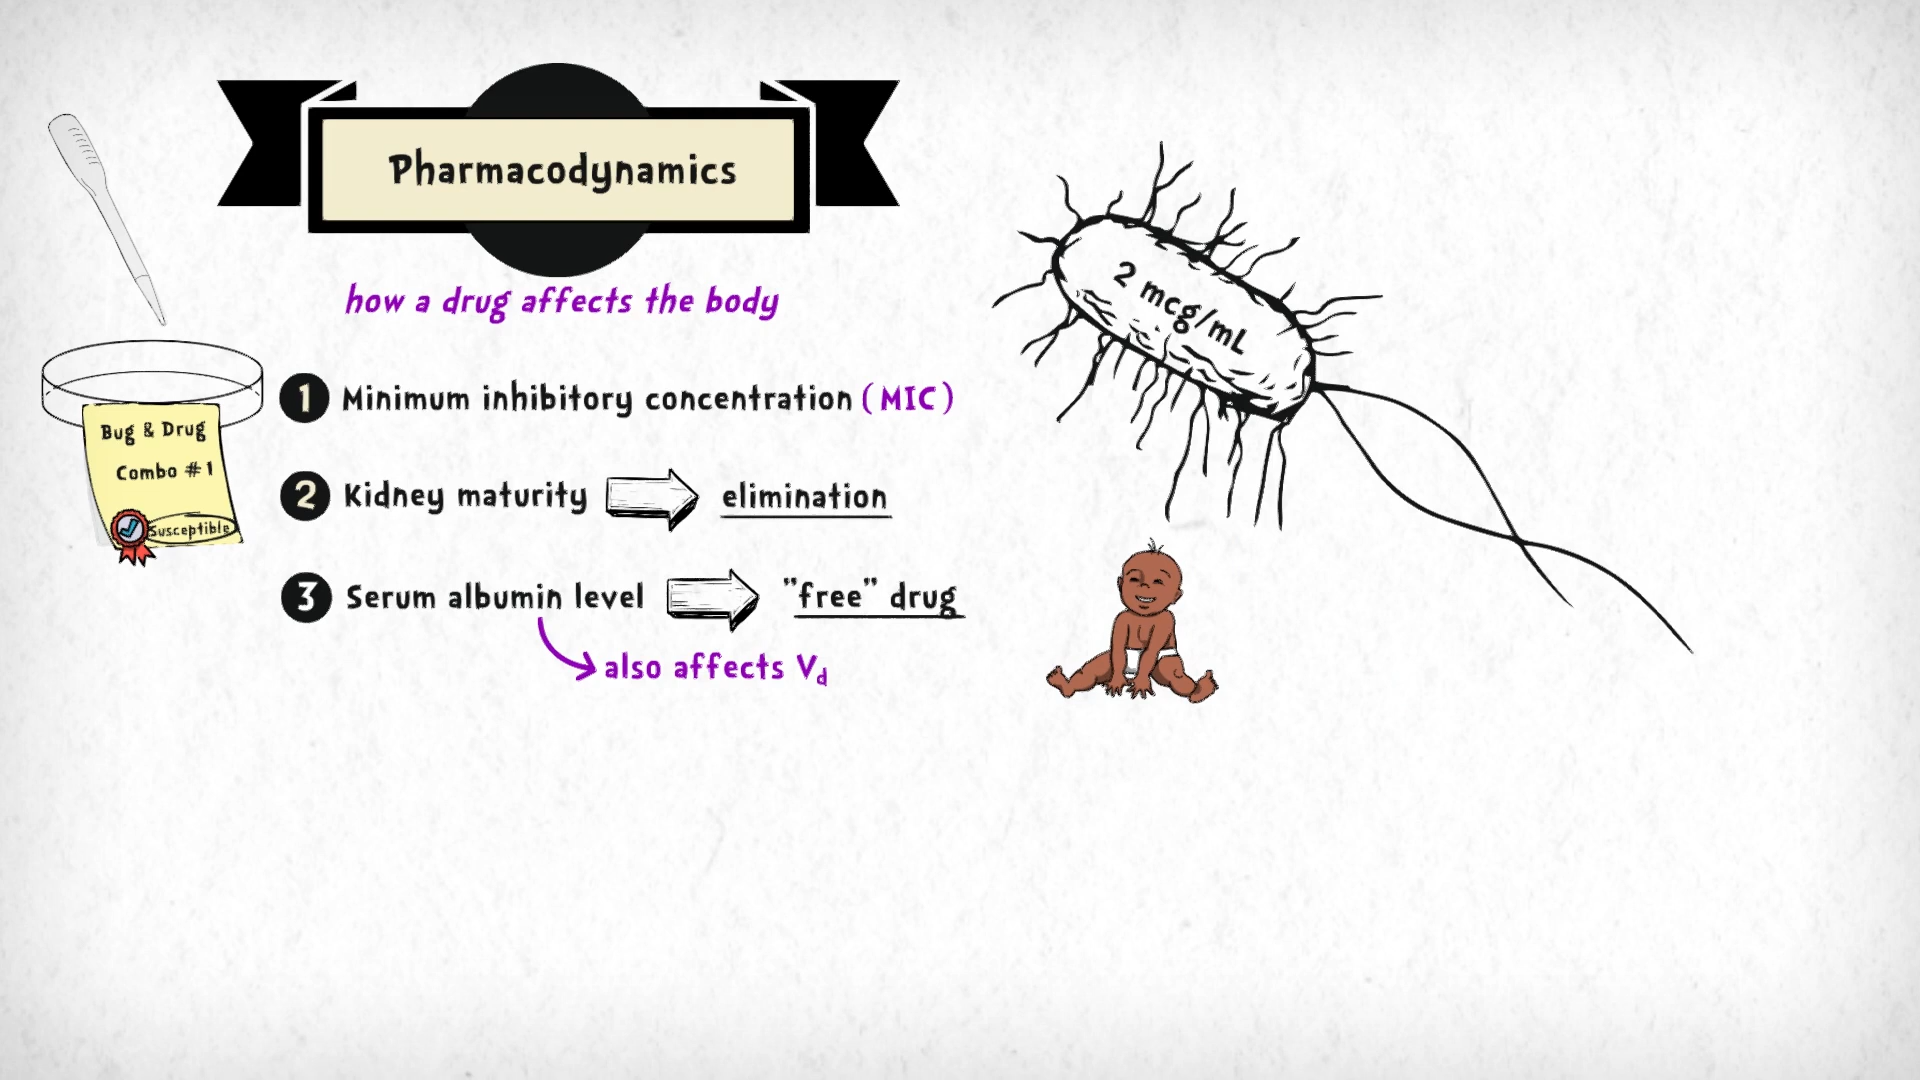 Pharmacodynamics
how a drug affects the body
1 Minimum inhibitory concentration (MIC)
2 Kidney maturity elimination
3 Serum albumin level "free" drug
also affects Vd
Bug & Drug
Combo #1
Susceptible
2 mcg/mL